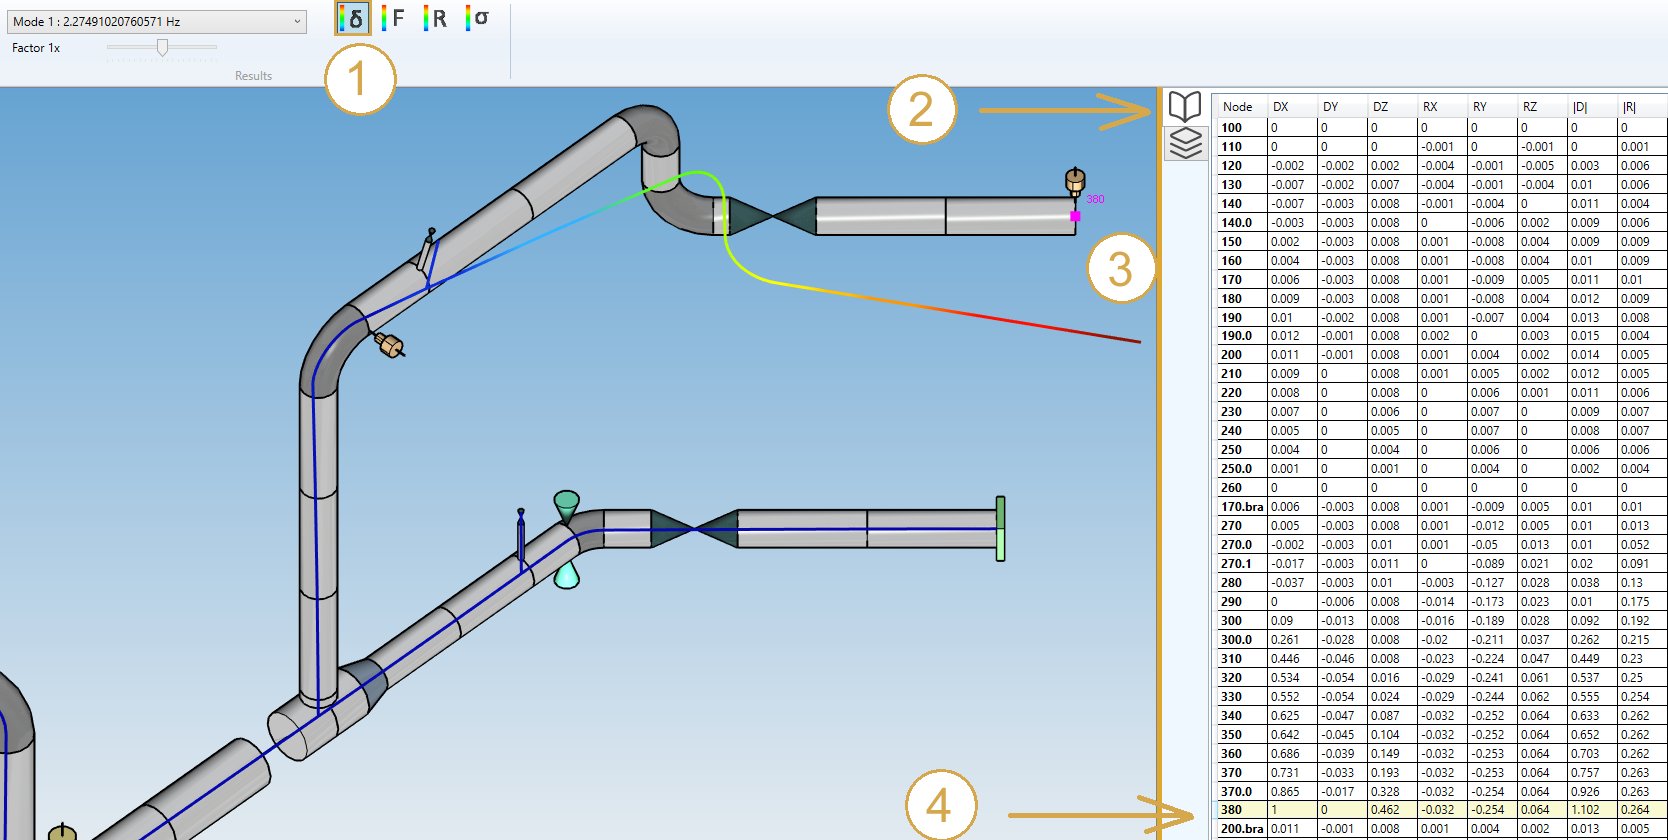 Mode 1 : 2.27491020760571 Hz
δ F R σ
Factor 1x
Results
1
2
3
4
380
Node DX DY DZ RX RY RZ |D| |R|
100 0 0 0 0 0 0 0 0
110 0 0 0 -0.001 0 -0.001 0 0.001
120 -0.002 -0.002 0.002 -0.004 -0.001 -0.005 0.003 0.006
130 -0.007 -0.002 0.007 -0.004 -0.001 -0.004 0.01 0.006
140 -0.007 -0.003 0.008 -0.001 -0.004 0 0.011 0.004
140.0 -0.003 -0.003 0.008 0 -0.006 0.002 0.009 0.006
150 0.002 -0.003 0.008 0.001 -0.008 0.004 0.009 0.009
160 0.004 -0.003 0.008 0.001 -0.008 0.004 0.01 0.009
170 0.006 -0.003 0.008 0.001 -0.009 0.005 0.011 0.01
180 0.009 -0.003 0.008 0.001 -0.008 0.004 0.012 0.009
190 0.01 -0.002 0.008 0.001 -0.007 0.004 0.013 0.008
190.0 0.012 -0.001 0.008 0.002 0 0.003 0.015 0.004
200 0.011 -0.001 0.008 0.001 0.004 0.002 0.014 0.005
210 0.009 0 0.008 0.001 0.005 0.002 0.012 0.005
220 0.008 0 0.008 0 0.006 0.001 0.011 0.006
230 0.007 0 0.006 0 0.007 0 0.009 0.007
240 0.005 0 0.005 0 0.007 0 0.008 0.007
250 0.004 0 0.004 0 0.006 0 0.006 0.006
250.0 0.001 0 0.001 0 0.004 0 0.002 0.004
260 0 0 0 0 0 0 0 0
170.bra 0.006 -0.003 0.008 0.001 -0.009 0.005 0.01 0.01
270 0.005 -0.003 0.008 0.001 -0.012 0.005 0.01 0.013
270.0 -0.002 -0.003 0.01 0.001 -0.05 0.013 0.01 0.052
270.1 -0.017 -0.003 0.011 0 -0.089 0.021 0.02 0.091
280 -0.037 -0.003 0.01 -0.003 -0.127 0.028 0.038 0.13
290 0 -0.006 0.008 -0.014 -0.173 0.023 0.01 0.175
300 0.09 -0.013 0.008 -0.016 -0.189 0.028 0.092 0.192
300.0 0.261 -0.028 0.008 -0.02 -0.211 0.037 0.262 0.215
310 0.446 -0.046 0.008 -0.023 -0.224 0.047 0.449 0.23
320 0.534 -0.054 0.016 -0.029 -0.241 0.061 0.537 0.25
330 0.552 -0.054 0.024 -0.029 -0.244 0.062 0.555 0.254
340 0.625 -0.047 0.087 -0.032 -0.252 0.064 0.633 0.262
350 0.642 -0.045 0.104 -0.032 -0.252 0.064 0.652 0.262
360 0.686 -0.039 0.149 -0.032 -0.253 0.064 0.703 0.262
370 0.731 -0.033 0.193 -0.032 -0.253 0.064 0.757 0.263
370.0 0.865 -0.017 0.328 -0.032 -0.254 0.064 0.926 0.263
380 1 0 0.462 -0.032 -0.254 0.064 1.102 0.264
200.bra 0.011 -0.001 0.008 0.001 0.004 0.002 0.013 0.005